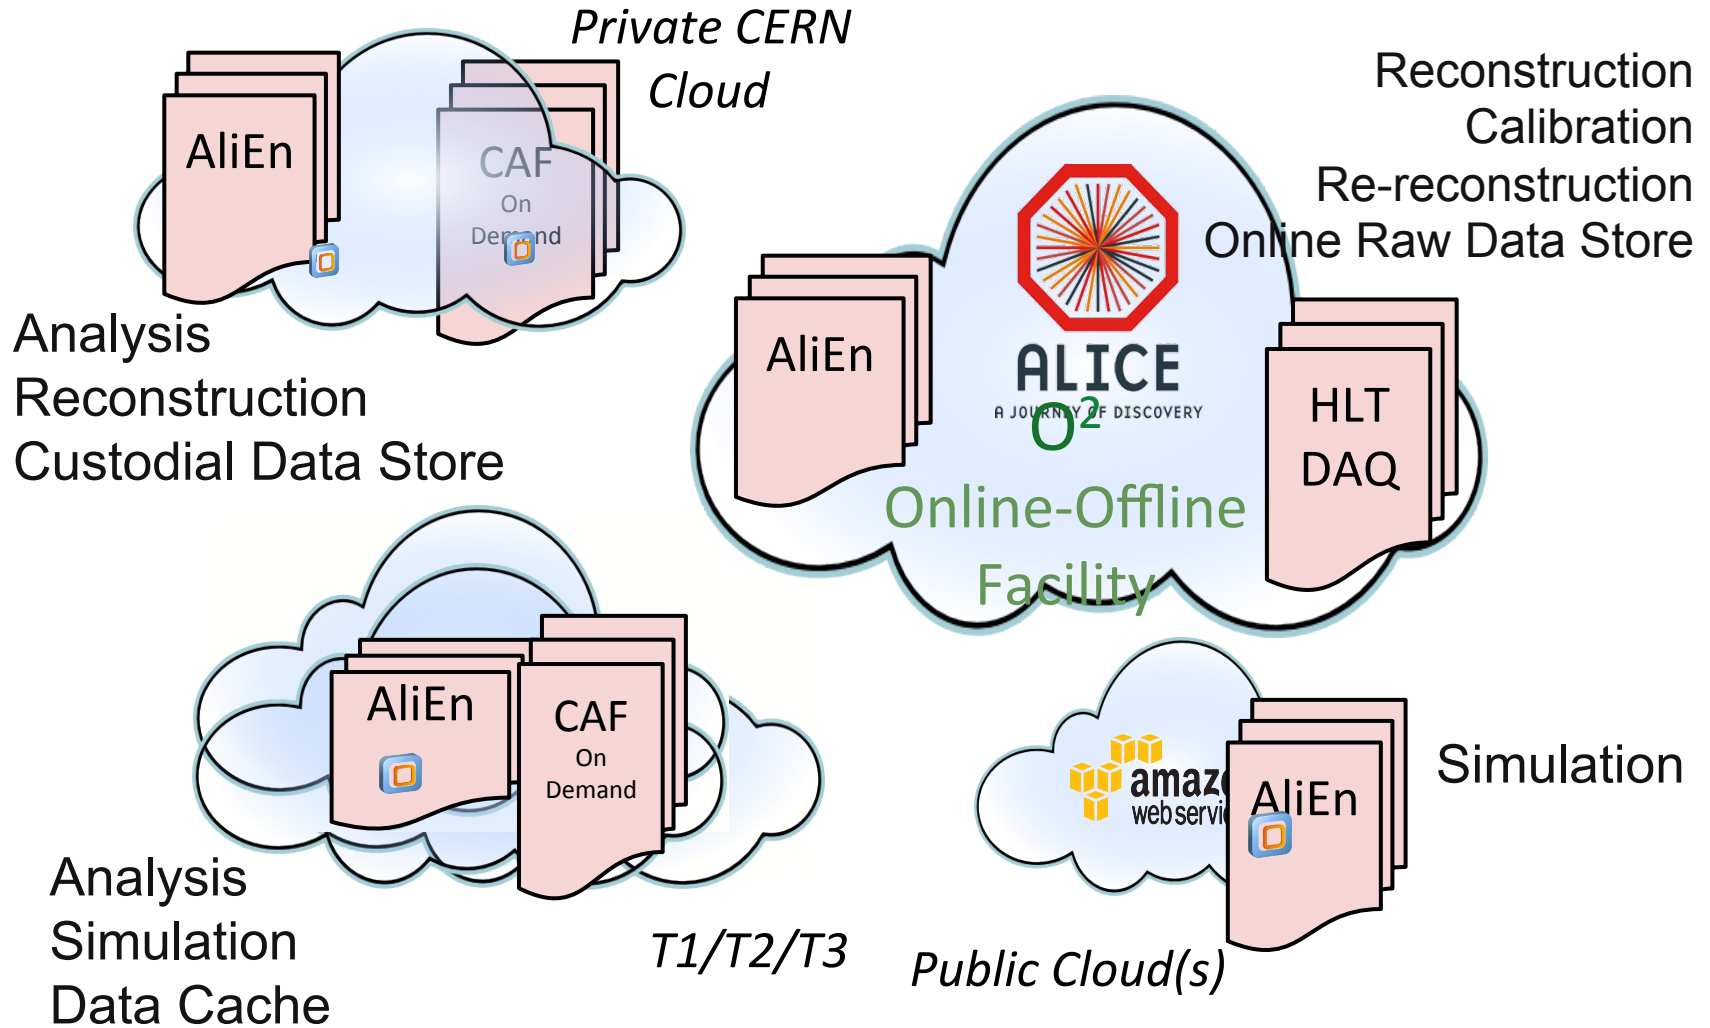 Private CERN
Cloud
AliEn
CAF
On
Demand
Analysis
Reconstruction
Custodial Data Store
Reconstruction
Calibration
Re-reconstruction
Online Raw Data Store
AliEn
ALICE
A JOURNEY OF DISCOVERY
O²
Online-Offline
Facility
HLT
DAQ
AliEn
CAF
On
Demand
Analysis
Simulation
Data Cache
T1/T2/T3
AliEn
Simulation
Public Cloud(s)